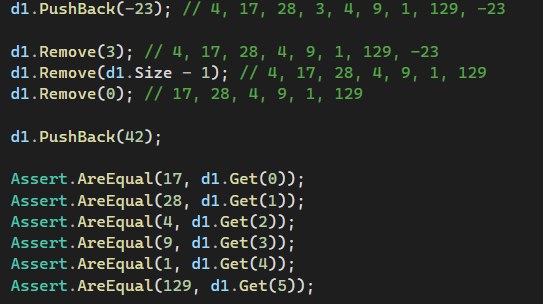 d1.PushBack(-23); // 4, 17, 28, 3, 4, 9, 1, 129, -23
d1.Remove(3); // 4, 17, 28, 4, 9, 1, 129, -23
d1.Remove(d1.Size - 1); // 4, 17, 28, 4, 9, 1, 129
d1.Remove(0); // 17, 28, 4, 9, 1, 129
d1.PushBack(42);
Assert.AreEqual(17, d1.Get(0));
Assert.AreEqual(28, d1.Get(1));
Assert.AreEqual(4, d1.Get(2));
Assert.AreEqual(9, d1.Get(3));
Assert.AreEqual(1, d1.Get(4));
Assert.AreEqual(129, d1.Get(5));